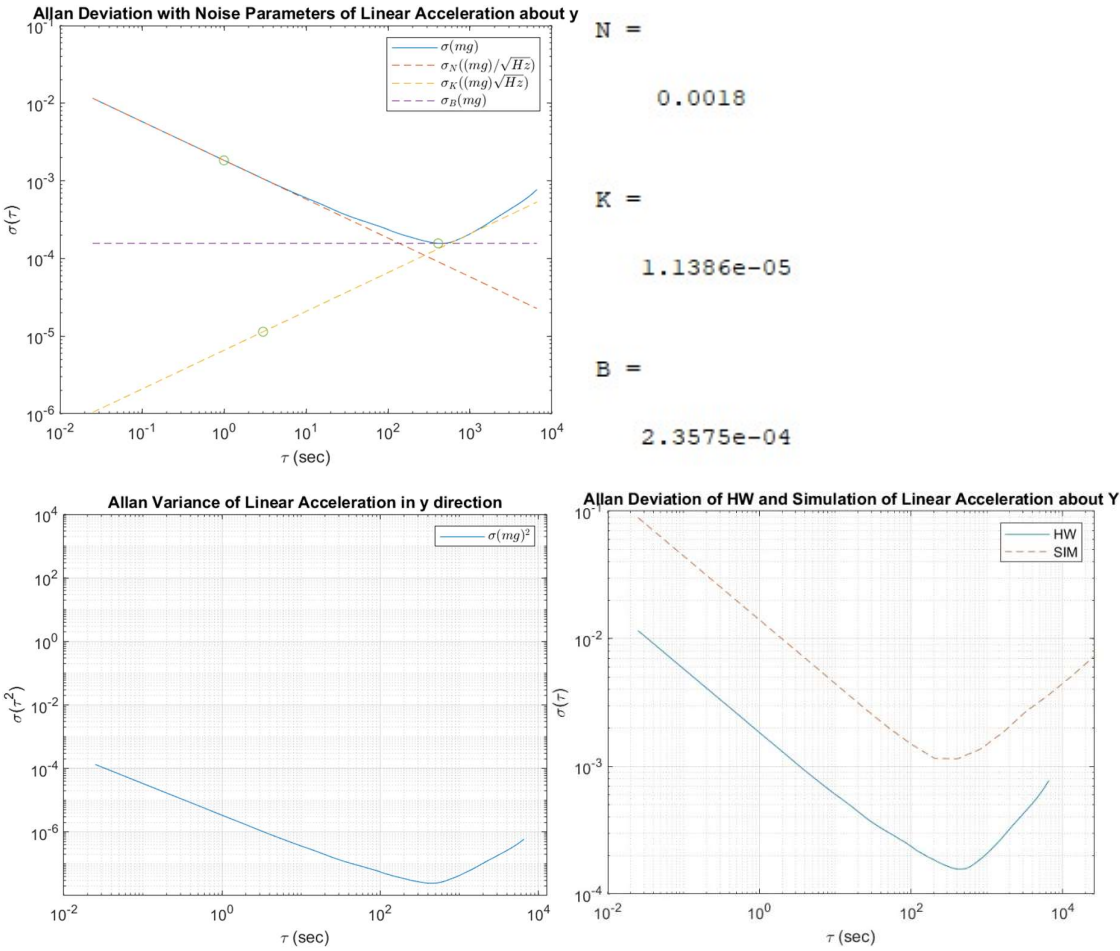 Allan Deviation with Noise Parameters of Linear Acceleration about y
10^-1
10^-2
10^-3
10^-4
10^-5
10^-6
σ(τ)
σ(mg)
σ_N((mg)/√Hz)
σ_K((mg)√Hz)
σ_B(mg)
10^-2 10^-1 10^0 10^1 10^2 10^3 10^4
τ (sec)
N =
0.0018
K =
1.1386e-05
B =
2.3575e-04
Allan Variance of Linear Acceleration in y direction
10^4
10^2
10^0
10^-2
10^-4
10^-6
σ(τ^2)
σ(mg)^2
10^-2 10^0 10^2 10^4
τ (sec)
Allan Deviation of HW and Simulation of Linear Acceleration about Y
10^-1
10^-2
10^-3
10^-4
σ(τ)
HW
SIM
10^-2 10^0 10^2 10^4
τ (sec)